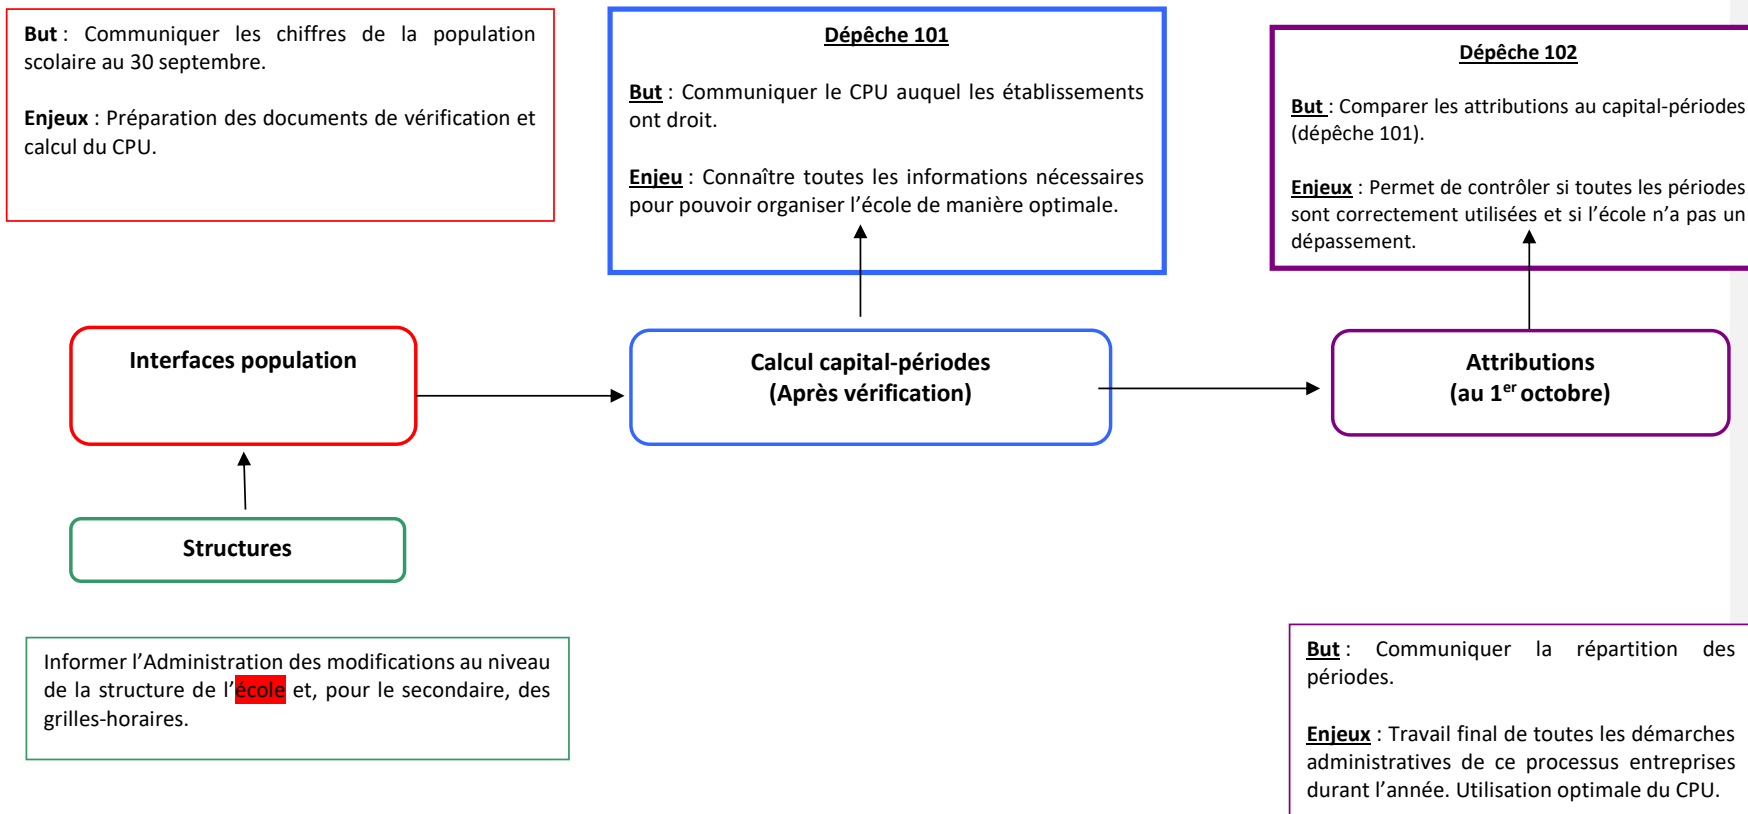 But : Communiquer les chiffres de la population
scolaire au 30 septembre.
Enjeux : Préparation des documents de vérification et
calcul du CPU.
Dépêche 101
But : Communiquer le CPU auquel les établissements
ont droit.
Enjeu : Connaître toutes les informations nécessaires
pour pouvoir organiser l’école de manière optimale.
Dépêche 102
But : Comparer les attributions au capital-périodes
(dépêche 101).
Enjeux : Permet de contrôler si toutes les périodes
sont correctement utilisées et si l’école n’a pas un
dépassement.
Interfaces population
Calcul capital-périodes
(Après vérification)
Attributions
(au 1er octobre)
Structures
Informer l’Administration des modifications au niveau
de la structure de l’école et, pour le secondaire, des
grilles-horaires.
But : Communiquer la répartition des
périodes.
Enjeux : Travail final de toutes les démarches
administratives de ce processus entreprises
durant l’année. Utilisation optimale du CPU.